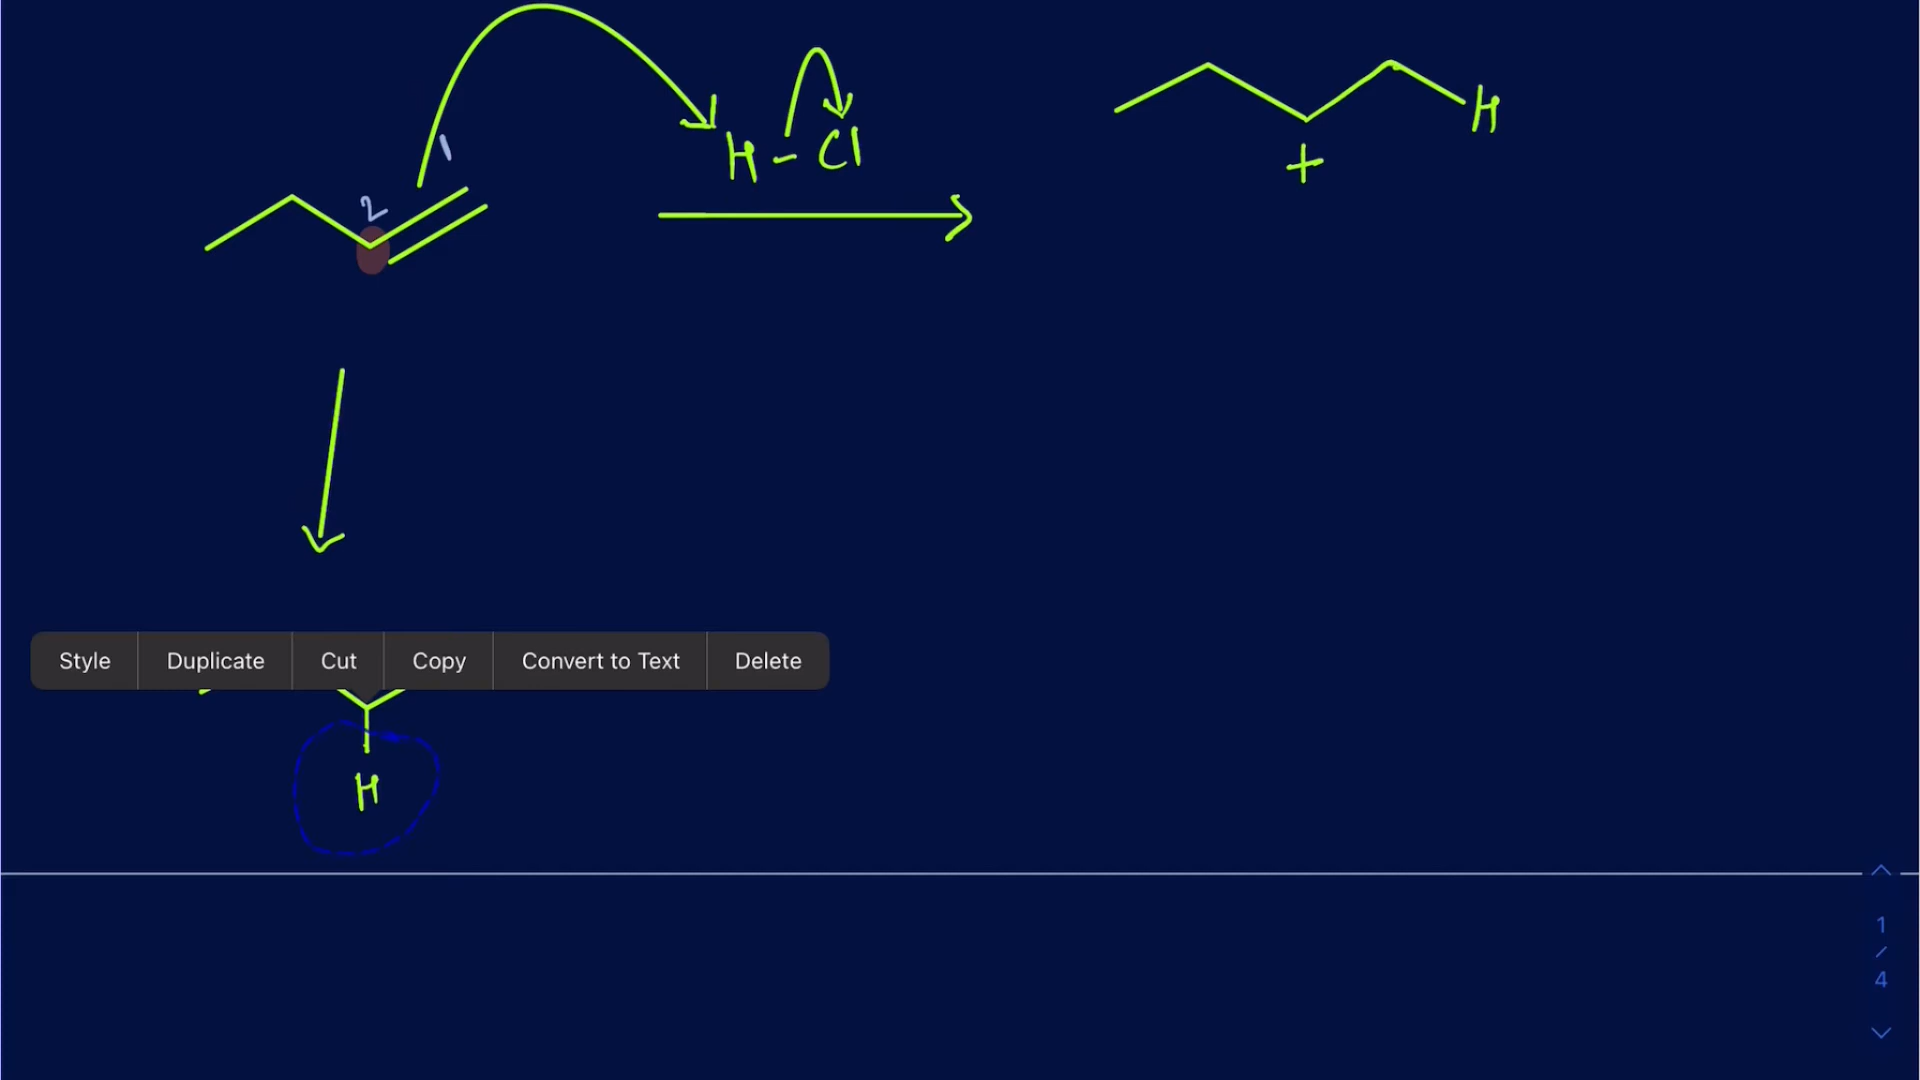 1
H - Cl
H
+
2
Style Duplicate Cut Copy Convert to Text Delete
H
1
/
4